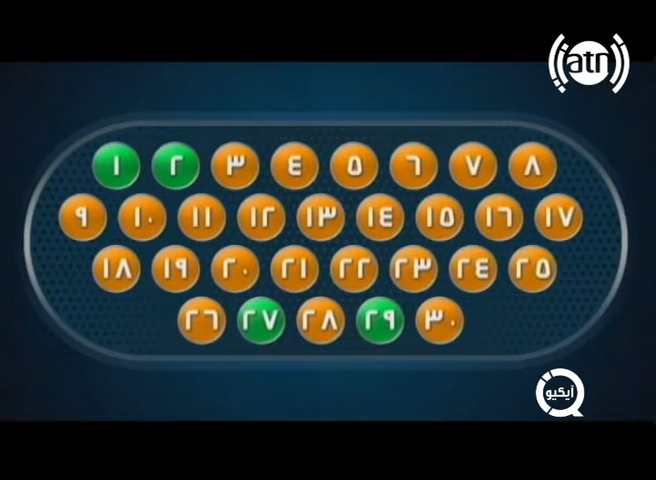 atn
١ ٢ ٣ ٤ ٥ ٦ ٧ ٨
٩ ١٠ ١١ ١٢ ١٣ ١٤ ١٥ ١٦ ١٧
١٨ ١٩ ٢٠ ٢١ ٢٢ ٢٣ ٢٤ ٢٥
٢٦ ٢٧ ٢٨ ٢٩ ٣٠
آیکیو